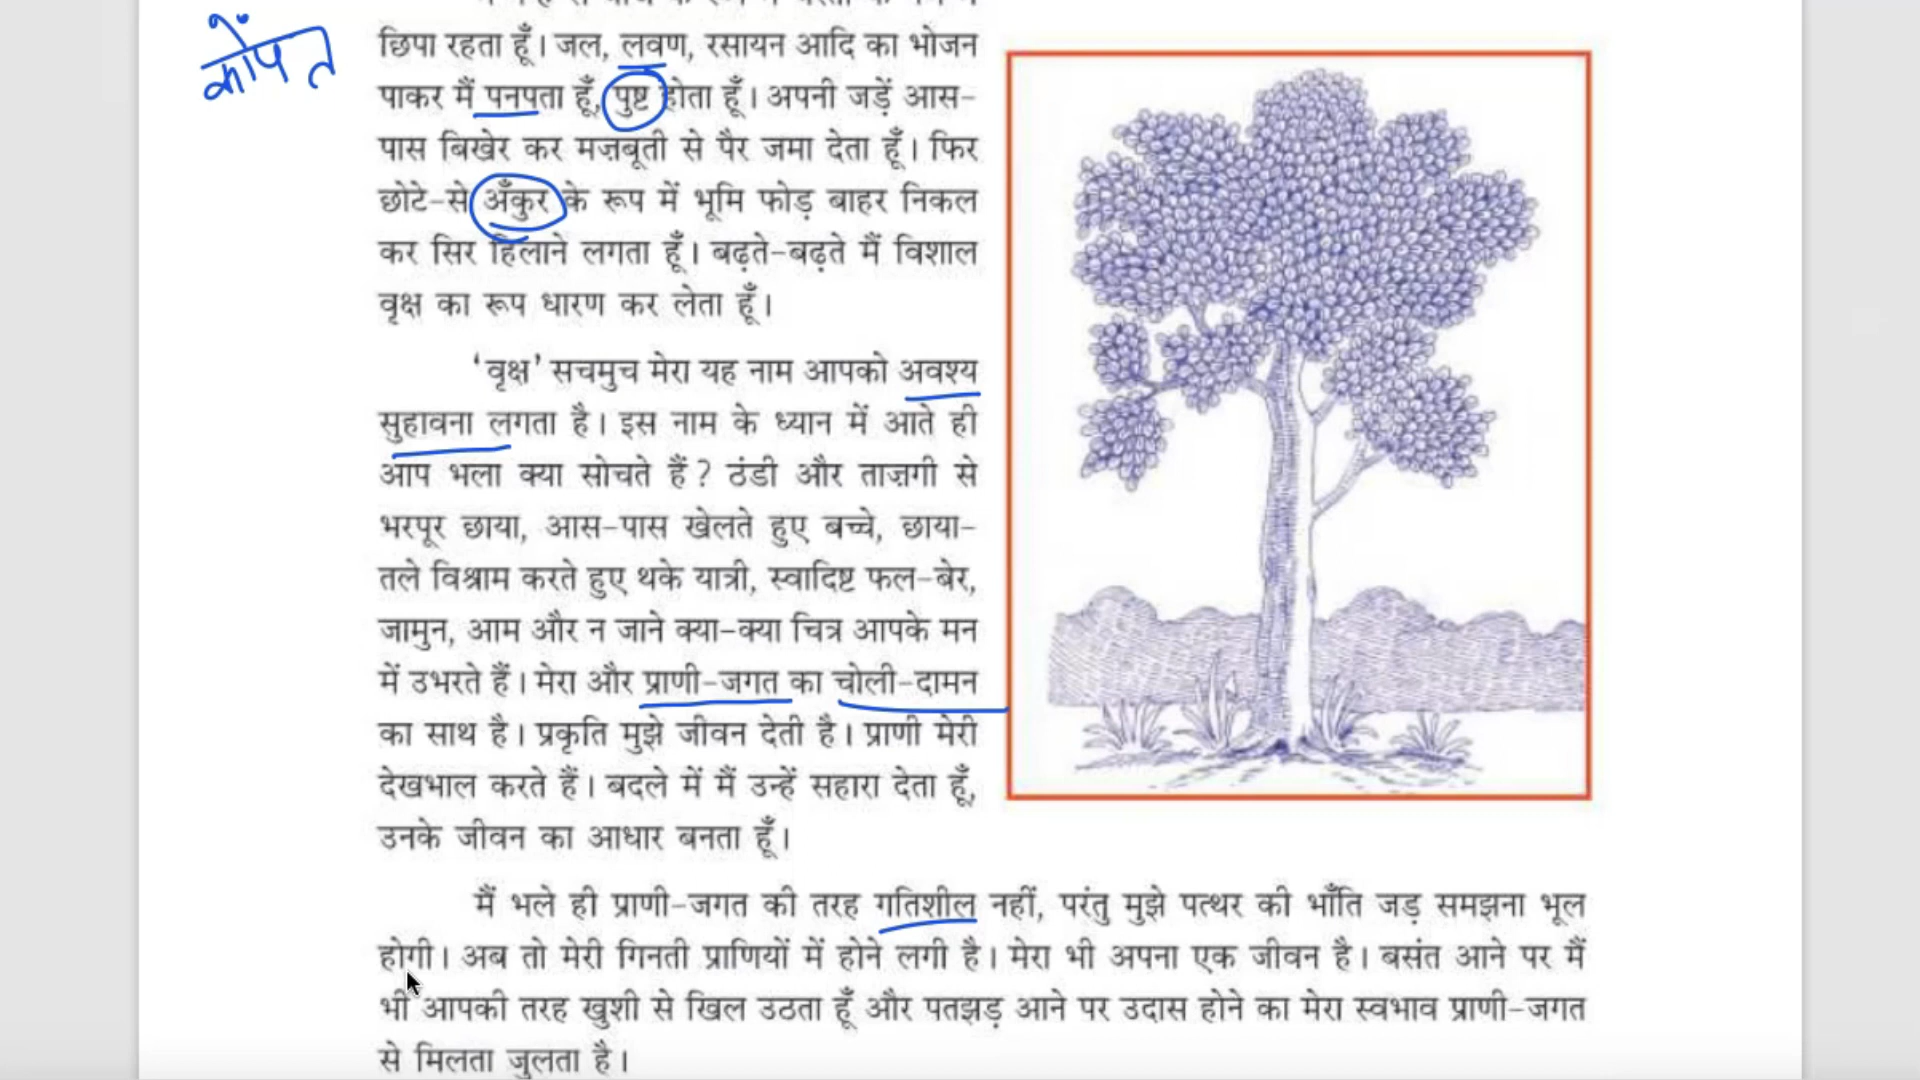 छिपा रहता हूँ। जल, लवण, रसायन आदि का भोजन
पाकर मैं पनपता हूँ, पुष्ट होता हूँ। अपनी जड़ें आस-
पास बिखेर कर मज़बूती से पैर जमा देता हूँ। फिर
छोटे-से अँकुर के रूप में भूमि फोड़ बाहर निकल
कर सिर हिलाने लगता हूँ। बढ़ते-बढ़ते मैं विशाल
वृक्ष का रूप धारण कर लेता हूँ।
‘वृक्ष’ सचमुच मेरा यह नाम आपको अवश्य
सुहावना लगता है। इस नाम के ध्यान में आते ही
आप भला क्या सोचते हैं? ठंडी और ताज़गी से
भरपूर छाया, आस-पास खेलते हुए बच्चे, छाया-
तले विश्राम करते हुए थके यात्री, स्वादिष्ट फल-बेर,
जामुन, आम और न जाने क्या-क्या चित्र आपके मन
में उभरते हैं। मेरा और प्राणी-जगत का चोली-दामन
का साथ है। प्रकृति मुझे जीवन देती है। प्राणी मेरी
देखभाल करते हैं। बदले में मैं उन्हें सहारा देता हूँ,
उनके जीवन का आधार बनता हूँ।
मैं भले ही प्राणी-जगत की तरह गतिशील नहीं, परंतु मुझे पत्थर की भाँति जड़ समझना भूल
होगी। अब तो मेरी गिनती प्राणियों में होने लगी है। मेरा भी अपना एक जीवन है। बसंत आने पर मैं
भी आपकी तरह खुशी से खिल उठता हूँ और पतझड़ आने पर उदास होने का मेरा स्वभाव प्राणी-जगत
से मिलता जुलता है।